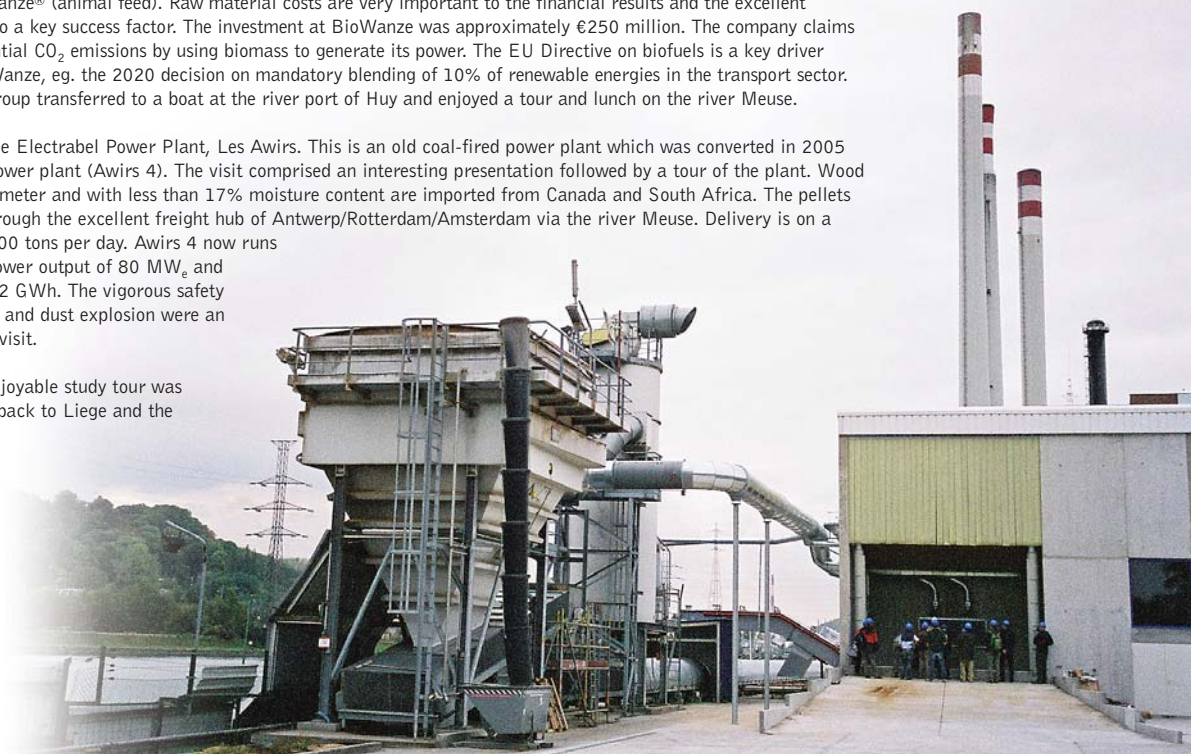 anze® (animal feed). Raw material costs are very important to the financial results and the excellent
o a key success factor. The investment at BioWanze was approximately €250 million. The company claims
ntial CO₂ emissions by using biomass to generate its power. The EU Directive on biofuels is a key driver
Wanze, eg. the 2020 decision on mandatory blending of 10% of renewable energies in the transport sector.
roup transferred to a boat at the river port of Huy and enjoyed a tour and lunch on the river Meuse.
e Electrabel Power Plant, Les Awirs. This is an old coal-fired power plant which was converted in 2005
ower plant (Awirs 4). The visit comprised an interesting presentation followed by a tour of the plant. Wood
meter and with less than 17% moisture content are imported from Canada and South Africa. The pellets
rough the excellent freight hub of Antwerp/Rotterdam/Amsterdam via the river Meuse. Delivery is on a
00 tons per day. Awirs 4 now runs
ower output of 80 MWₑ and
2 GWh. The vigorous safety
and dust explosion were an
visit.
joyable study tour was
back to Liege and the